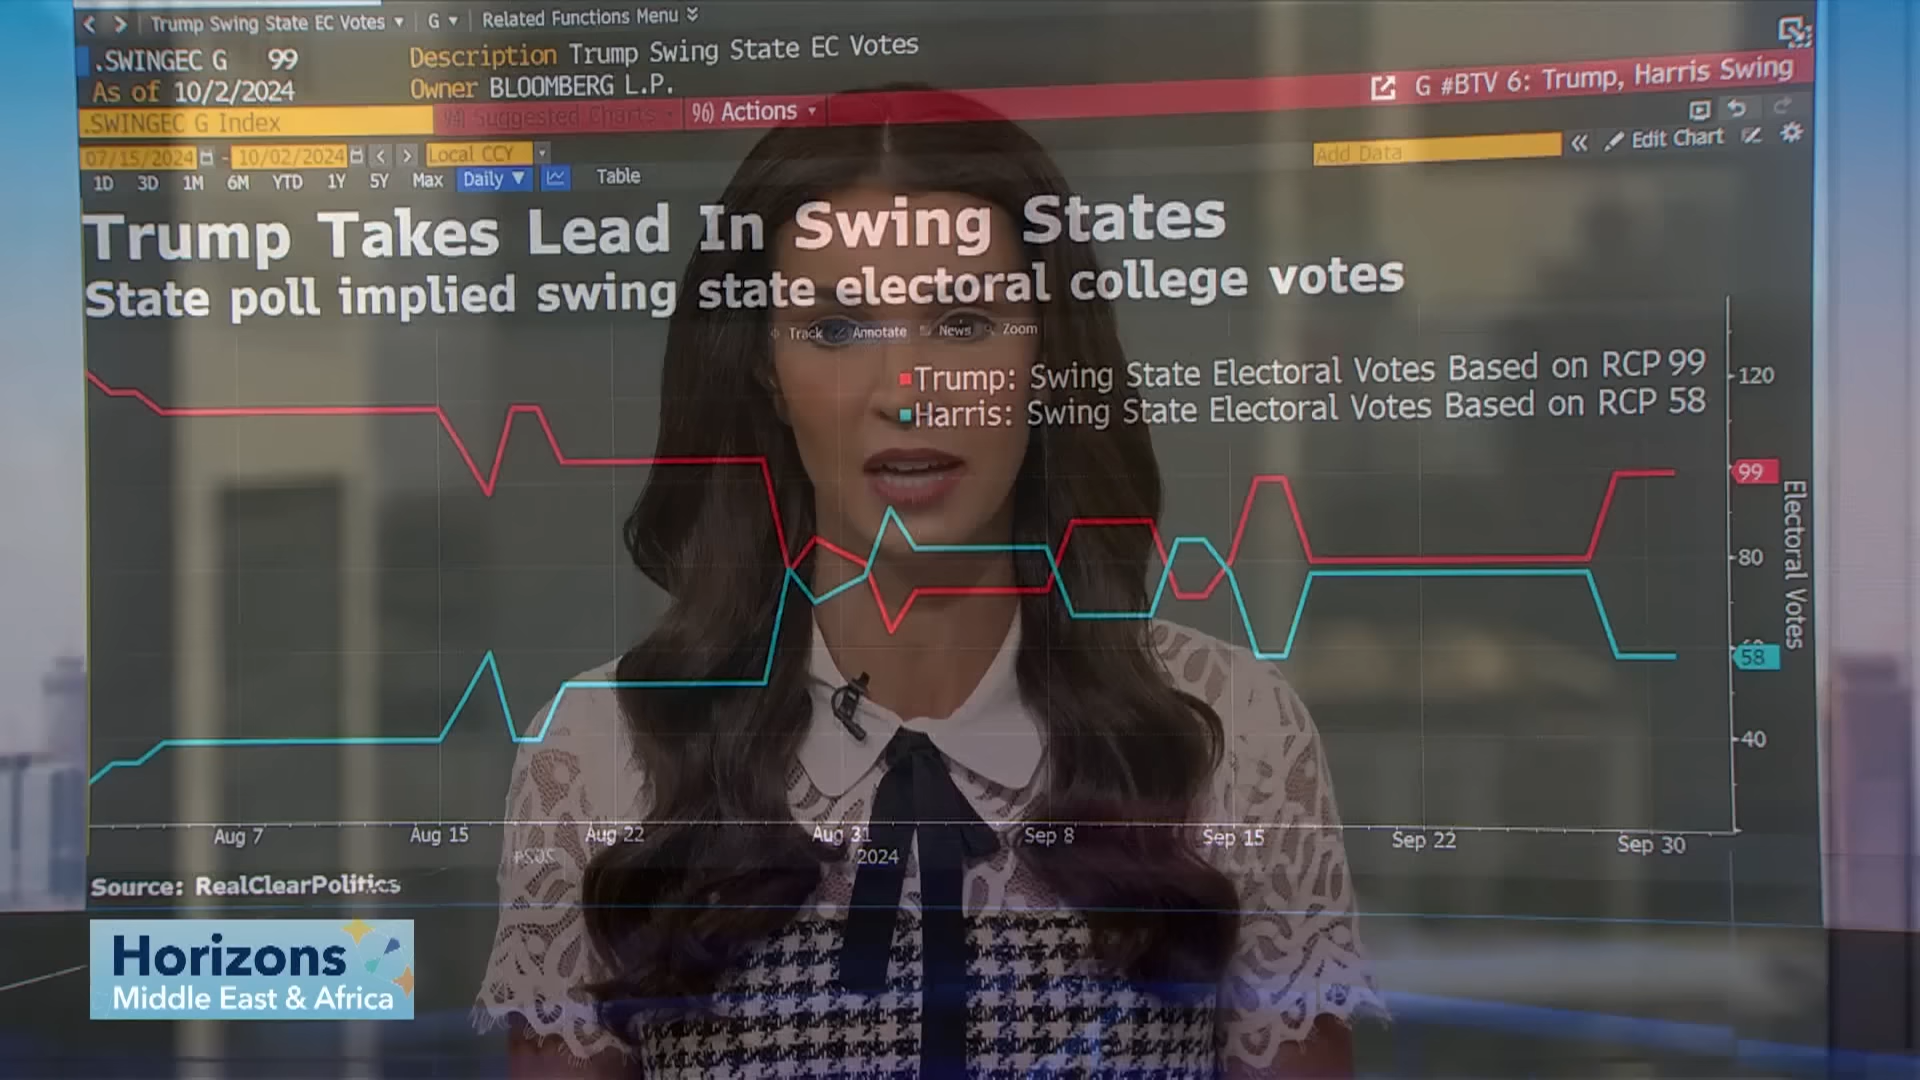 Trump Swing State EC Votes G Related Functions Menu
.SWINGEC G 99 Description Trump Swing State EC Votes
As of 10/2/2024 Owner BLOOMBERG L.P.
G #BTV 6: Trump, Harris Swing
.SWINGEC G Index 94) Suggested Charts 96) Actions
07/15/2024 - 10/02/2024 Local CCY Add Data Edit Chart
1D 3D 1M 6M YTD 1Y 5Y Max Daily Table
Trump Takes Lead In Swing States
State poll implied swing state electoral college votes
Track Annotate News Zoom
Trump: Swing State Electoral Votes Based on RCP 99
Harris: Swing State Electoral Votes Based on RCP 58
120
99
80
58
40
Electoral Votes
Aug 7 Aug 15 Aug 22 Aug 31 Sep 8 Sep 15 Sep 22 Sep 30
2024
Source: RealClearPolitics
Horizons
Middle East & Africa